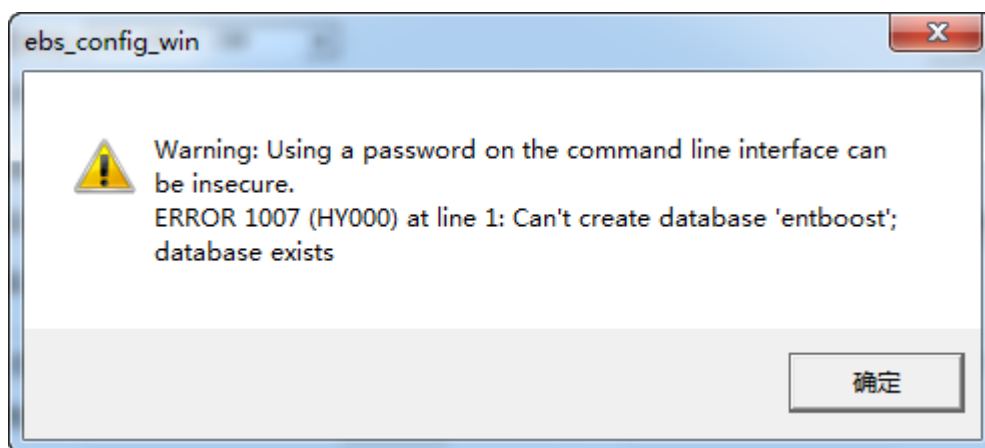 ebs_config_win
Warning: Using a password on the command line interface can
be insecure.
ERROR 1007 (HY000) at line 1: Can't create database 'entboost';
database exists
确定